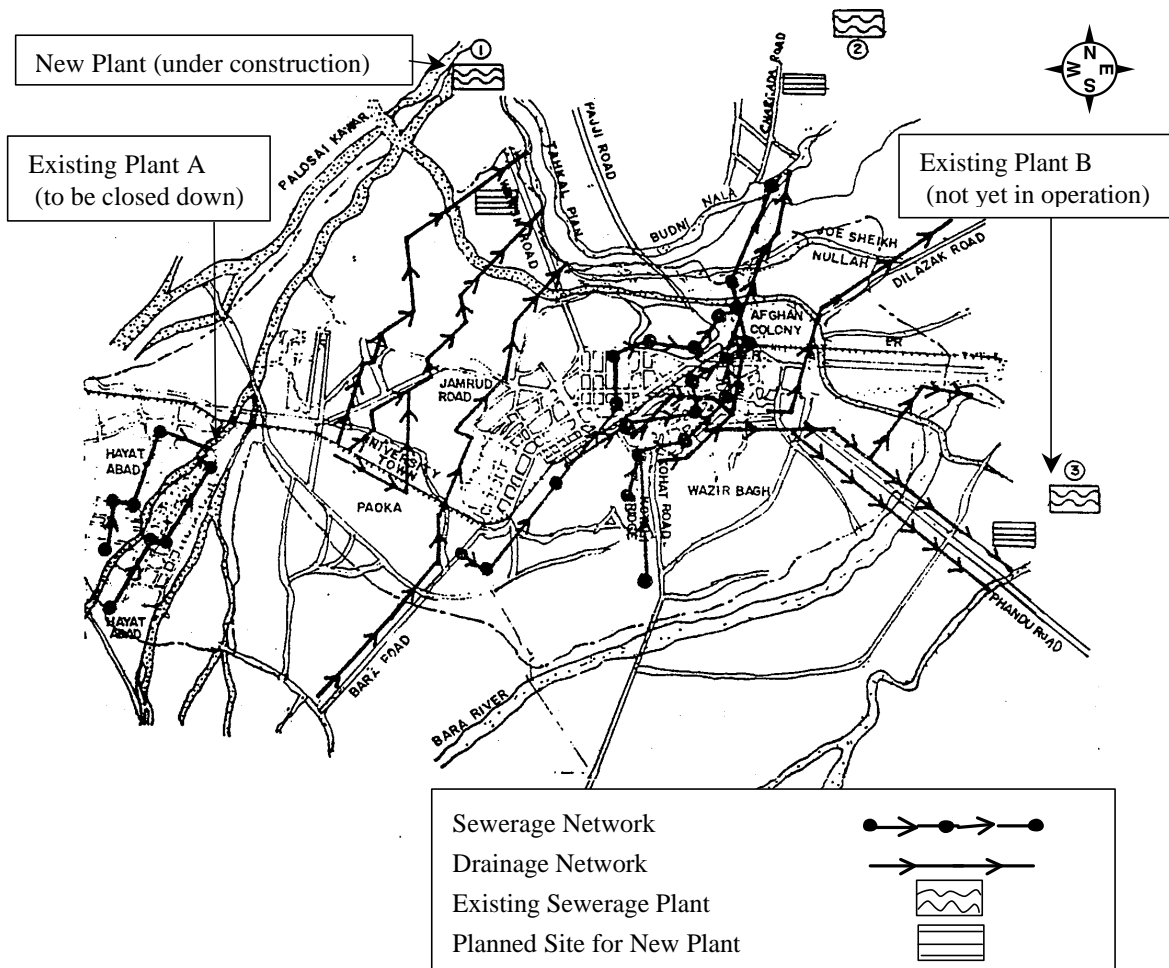 ①
②
New Plant (under construction)
N
E
S
W
CHARSADA ROAD
PAJJI ROAD
TAHKAL PIAN
PALOSAI KAWAR
Existing Plant A
(to be closed down)
Existing Plant B
(not yet in operation)
BUDNI NALA
JOE SHEIKH
NULLAH
DILAZAK ROAD
AFGHAN
COLONY
JAMRUD
ROAD
UNIVERSITY
TOWN
HAYAT
ABAD
PAOKA
KOHAT ROAD
WAZIR BAGH
③
HAYAT
ABAD
BARA ROAD
BARA RIVER
PHANDU ROAD
Sewerage Network
Drainage Network
Existing Sewerage Plant
Planned Site for New Plant